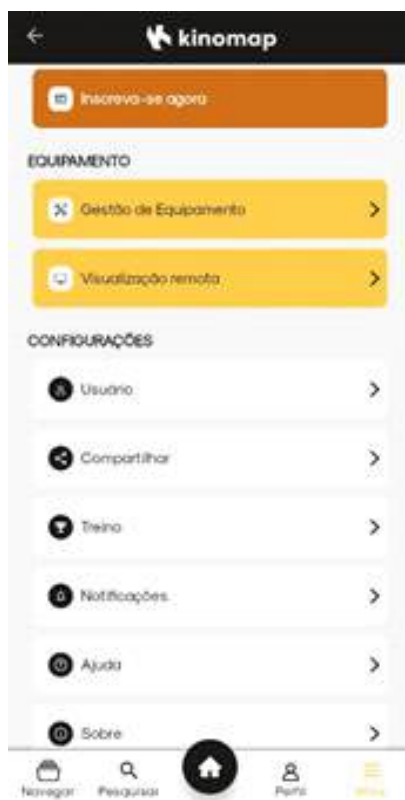 kinomap
Inscreva-se agora
EQUIPAMENTO
Gestão de Equipamento
Visualização remota
CONFIGURAÇÕES
Usuário
Compartilhar
Treino
Notificações
Ajuda
Sobre
Navegar
Pesquisar
Perfil